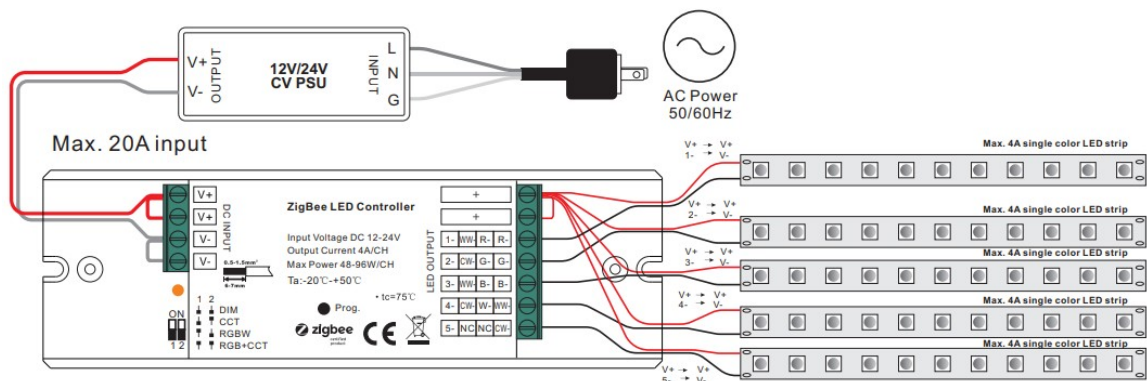 V+
V-
OUTPUT
12V/24V
CV PSU
INPUT
L
N
G
AC Power
50/60Hz
Max. 20A input
V+
V+
V-
V-
DC INPUT
0.5-1.5mm²
6-7mm
ZigBee LED Controller
Input Voltage DC 12-24V
Output Current 4A/CH
Max Power 48-96W/CH
Ta:-20℃-+50℃
• tc=75℃
Prog.
ON
1 2
1 2
DIM
CCT
RGBW
RGB+CCT
zigbee
certified
product
CE
LED OUTPUT
+
+
1- WW- R- R-
2- CW- G- G-
3- WW- B- B-
4- CW- W- WW-
5- NC NC CW-
V+ → V+
1- → V-
Max. 4A single color LED strip
V+ → V+
2- → V-
Max. 4A single color LED strip
V+ → V+
3- → V-
Max. 4A single color LED strip
V+ → V+
4- → V-
Max. 4A single color LED strip
V+ → V+
5- → V-
Max. 4A single color LED strip